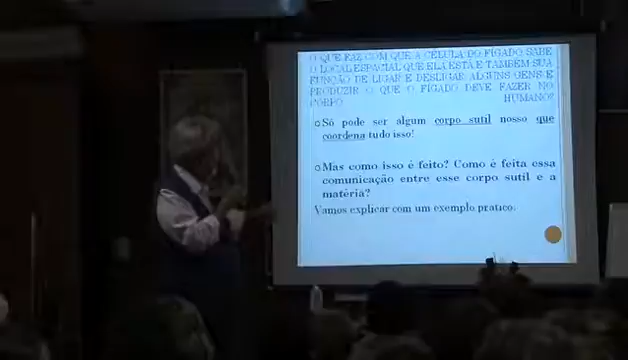 O QUE FAZ COM QUE A CÉLULA DO FÍGADO SABE
O LOCAL ESPACIAL QUE ELA ESTÁ E TAMBÉM SUA
FUNÇÃO DE LIGAR E DESLIGAR ALGUNS GENS E
PRODUZIR O QUE O FÍGADO DEVE FAZER NO
CORPO HUMANO?
Só pode ser algum corpo sutil nosso que
coordena tudo isso!
Mas como isso é feito? Como é feita essa
comunicação entre esse corpo sutil e a
matéria?
Vamos explicar com um exemplo pratico.